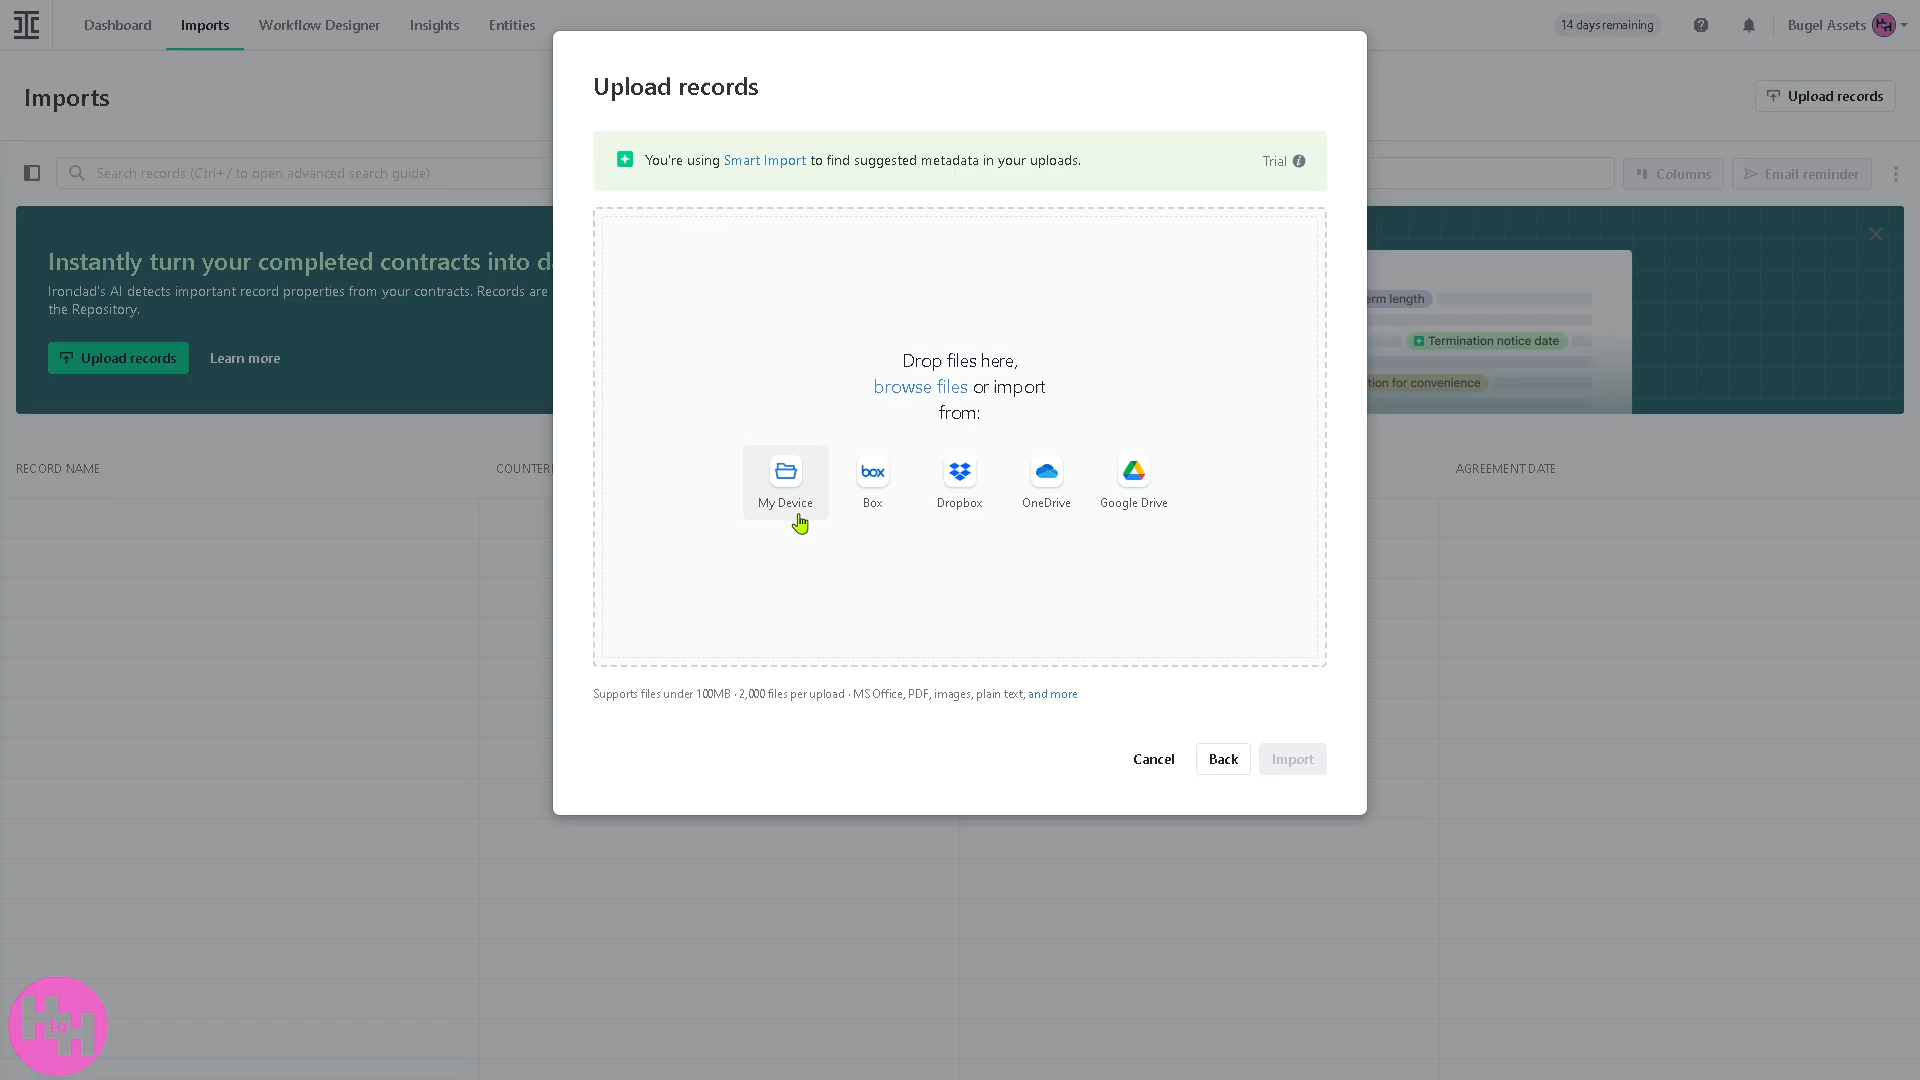 Dashboard
Imports
Workflow Designer
Insights
Entities
14 days remaining
Bugel Assets
Imports
Upload records
Search records (Ctrl+/ to open advanced search guide)
Columns
Email reminder
Instantly turn your completed contracts into d
Ironclad's AI detects important record properties from your contracts. Records are
the Repository.
Upload records
Learn more
erm length
Termination notice date
tion for convenience
RECORD NAME
COUNTER
AGREEMENT DATE
Upload records
You're using Smart Import to find suggested metadata in your uploads.
Trial
Drop files here,
browse files or import
from:
My Device
box
Box
Dropbox
OneDrive
Google Drive
Supports files under 100MB · 2,000 files per upload · MS Office, PDF, images, plain text, and more
Cancel
Back
Import
H to H